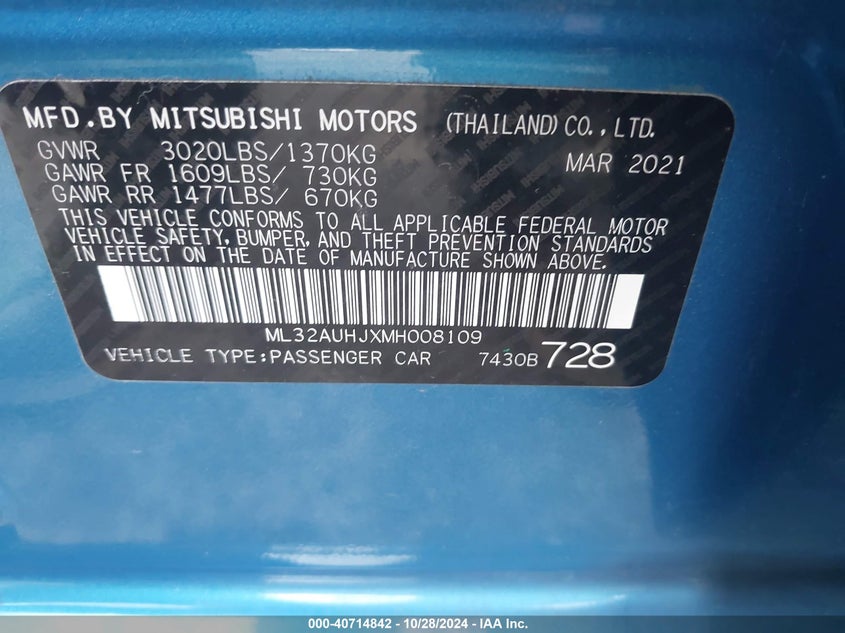 MFD.BY MITSUBISHI MOTORS (THAILAND)CO.,LTD.
GVWR 3020LBS/1370KG MAR 2021
GAWR FR 1609LBS/ 730KG
GAWR RR 1477LBS/ 670KG
THIS VEHICLE CONFORMS TO ALL APPLICABLE FEDERAL MOTOR
VEHICLE SAFETY, BUMPER, AND THEFT PREVENTION STANDARDS
IN EFFECT ON THE DATE OF MANUFACTURE SHOWN ABOVE.
ML32AUHJXMH008109
VEHICLE TYPE:PASSENGER CAR 7430B 728
000-40714842 / 10/28/2024 - IAA Inc.